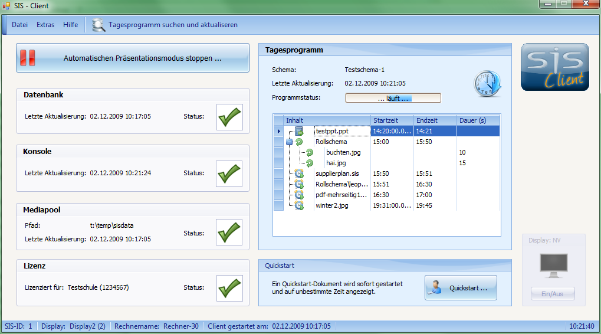 SIS - Client
Datei Extras Hilfe Tagesprogramm suchen und aktualiseren
Automatischen Präsentationsmodus stoppen ...
Datenbank
Letzte Aktualisierung: 02.12.2009 10:17:05 Status:
Konsole
Letzte Aktualisierung: 02.12.2009 10:21:24 Status:
Mediapool
Pfad: t:\temp\sisdata
Letzte Aktualisierung: 02.12.2009 10:17:05 Status:
Lizenz
Lizenziert für: Testschule (1234567) Status:
Tagesprogramm
Schema: Testschema-1
Letzte Aktualisierung: 02.12.2009 10:21:05
Programmstatus: ... läuft ...
Inhalt Startzeit Endzeit Dauer (s)
testppt.ppt 14:20:00.0... 14:21
Rollschema 15:00 15:50
buchten.jpg 10
hai.jpg 15
supplierplan.sis 15:50 15:51
Rollschema\leop... 15:51 16:30
pdf-mehrseitig1... 16:30 17:00
winter2.jpg 19:31:00.0... 19:45
Quickstart
Ein Quickstart-Dokument wird sofort gestartet
und auf unbestimmte Zeit angezeigt.
Quickstart ...
sis
Client
Display: NV
Ein/Aus
SIS-ID: 1 Display: Display2 (2) Rechnername: Rechner-30 Client gestartet am: 02.12.2009 10:17:05 10:21:40